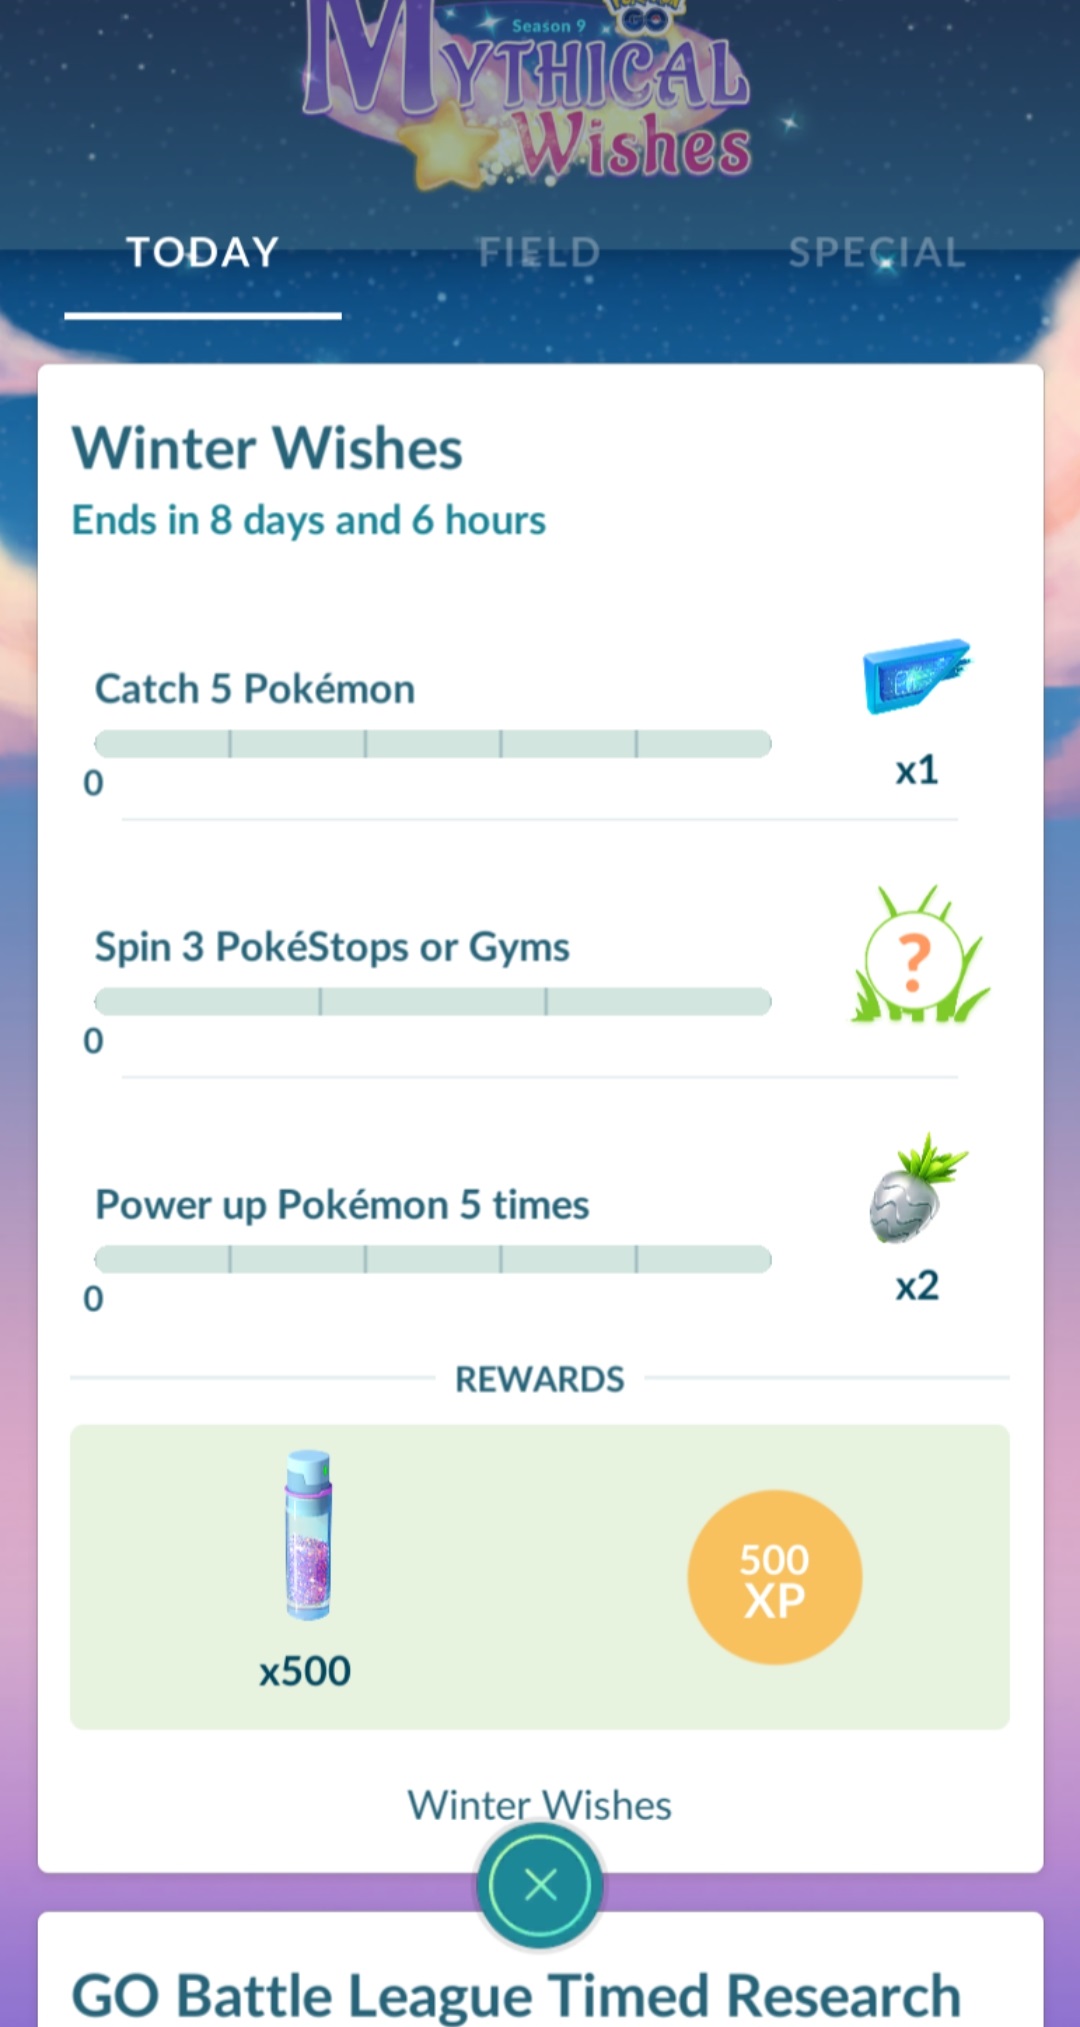 POKÉMON
GO
Season 9
MYTHICAL
Wishes
TODAY FIELD SPECIAL
Winter Wishes
Ends in 8 days and 6 hours
Catch 5 Pokémon
0
x1
Spin 3 PokéStops or Gyms
?
0
Power up Pokémon 5 times
0
x2
REWARDS
500
XP
x500
Winter Wishes
GO Battle League Timed Research